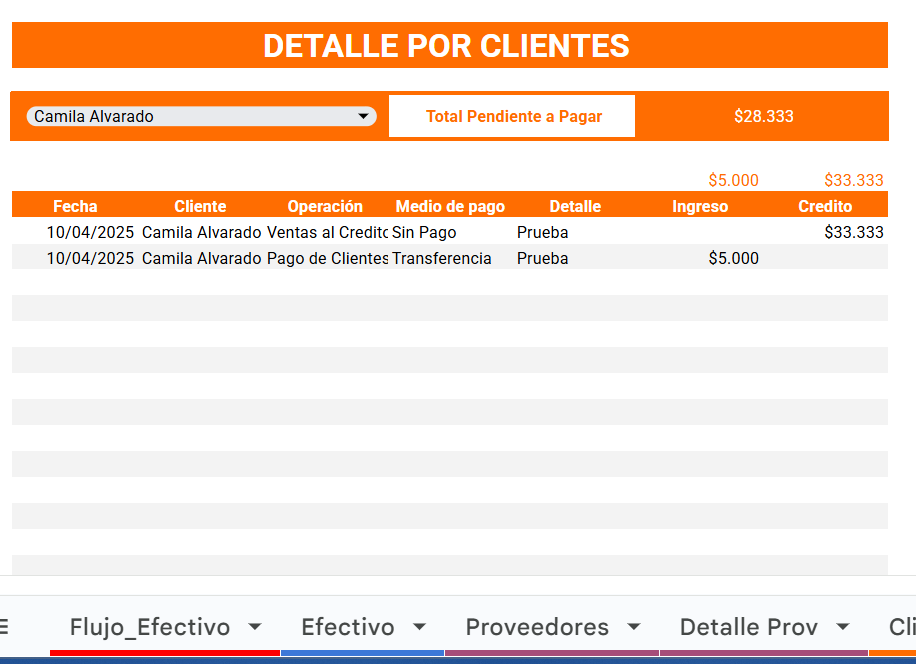 DETALLE POR CLIENTES
Camila Alvarado Total Pendiente a Pagar $28.333
$5.000 $33.333
Fecha Cliente Operación Medio de pago Detalle Ingreso Credito
10/04/2025 Camila Alvarado Ventas al Credito Sin Pago Prueba $33.333
10/04/2025 Camila Alvarado Pago de Clientes Transferencia Prueba $5.000
Flujo_Efectivo Efectivo Proveedores Detalle Prov Cli